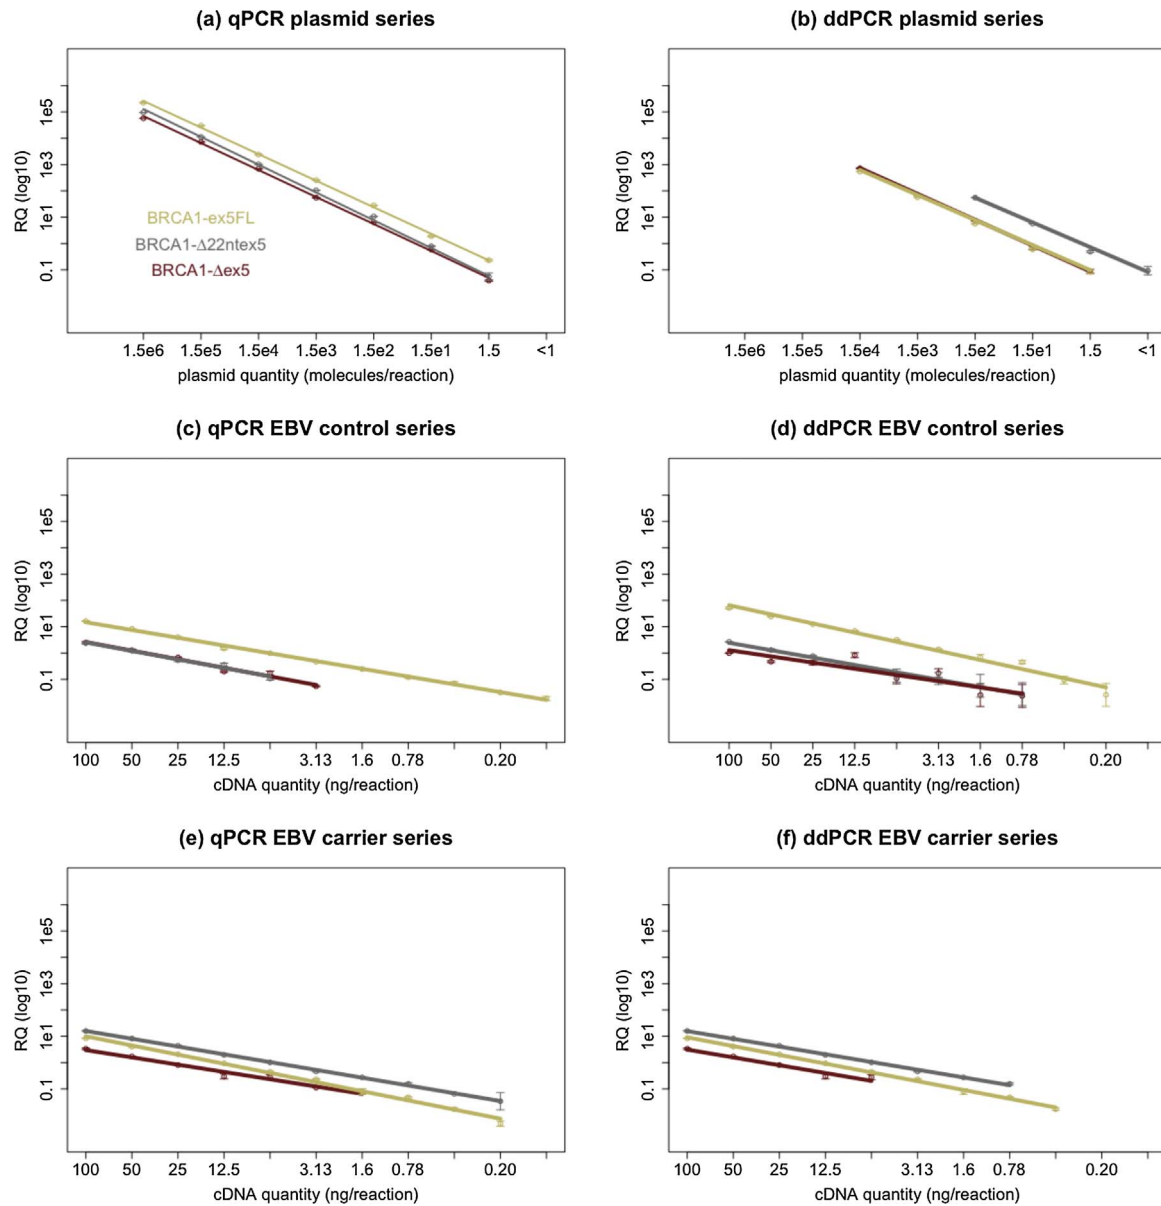 (a) qPCR plasmid series
RQ (log10)
1e5
1e3
1e1
0.1
BRCA1-ex5FL
BRCA1-Δ22ntex5
BRCA1-Δex5
1.5e6 1.5e5 1.5e4 1.5e3 1.5e2 1.5e1 1.5 <1
plasmid quantity (molecules/reaction)
(b) ddPCR plasmid series
RQ (log10)
1e5
1e3
1e1
0.1
1.5e6 1.5e5 1.5e4 1.5e3 1.5e2 1.5e1 1.5 <1
plasmid quantity (molecules/reaction)
(c) qPCR EBV control series
RQ (log10)
1e5
1e3
1e1
0.1
100 50 25 12.5 3.13 1.6 0.78 0.20
cDNA quantity (ng/reaction)
(d) ddPCR EBV control series
RQ (log10)
1e5
1e3
1e1
0.1
100 50 25 12.5 3.13 1.6 0.78 0.20
cDNA quantity (ng/reaction)
(e) qPCR EBV carrier series
RQ (log10)
1e5
1e3
1e1
0.1
100 50 25 12.5 3.13 1.6 0.78 0.20
cDNA quantity (ng/reaction)
(f) ddPCR EBV carrier series
RQ (log10)
1e5
1e3
1e1
0.1
100 50 25 12.5 3.13 1.6 0.78 0.20
cDNA quantity (ng/reaction)